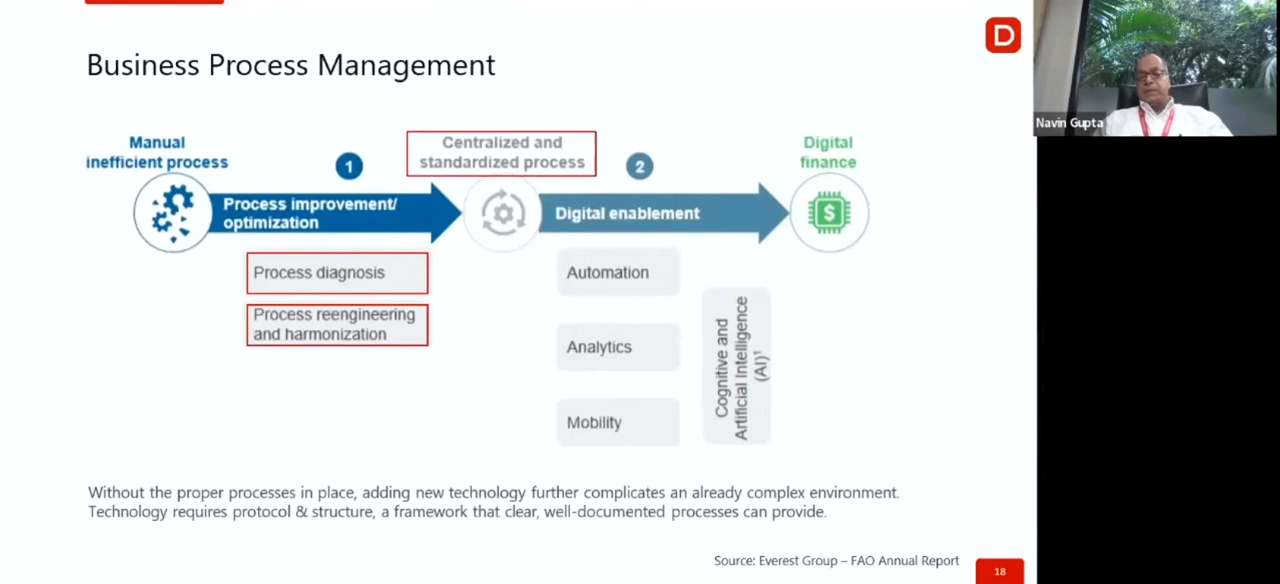 D
Business Process Management
Navin Gupta
Manual
inefficient process
1
Centralized and
standardized process
2
Digital
finance
Process improvement/
optimization
Digital enablement
$
Process diagnosis
Process reengineering
and harmonization
Automation
Analytics
Mobility
Cognitive and
Artificial Intelligence
(AI)¹
Without the proper processes in place, adding new technology further complicates an already complex environment.
Technology requires protocol & structure, a framework that clear, well-documented processes can provide.
Source: Everest Group – FAO Annual Report
18